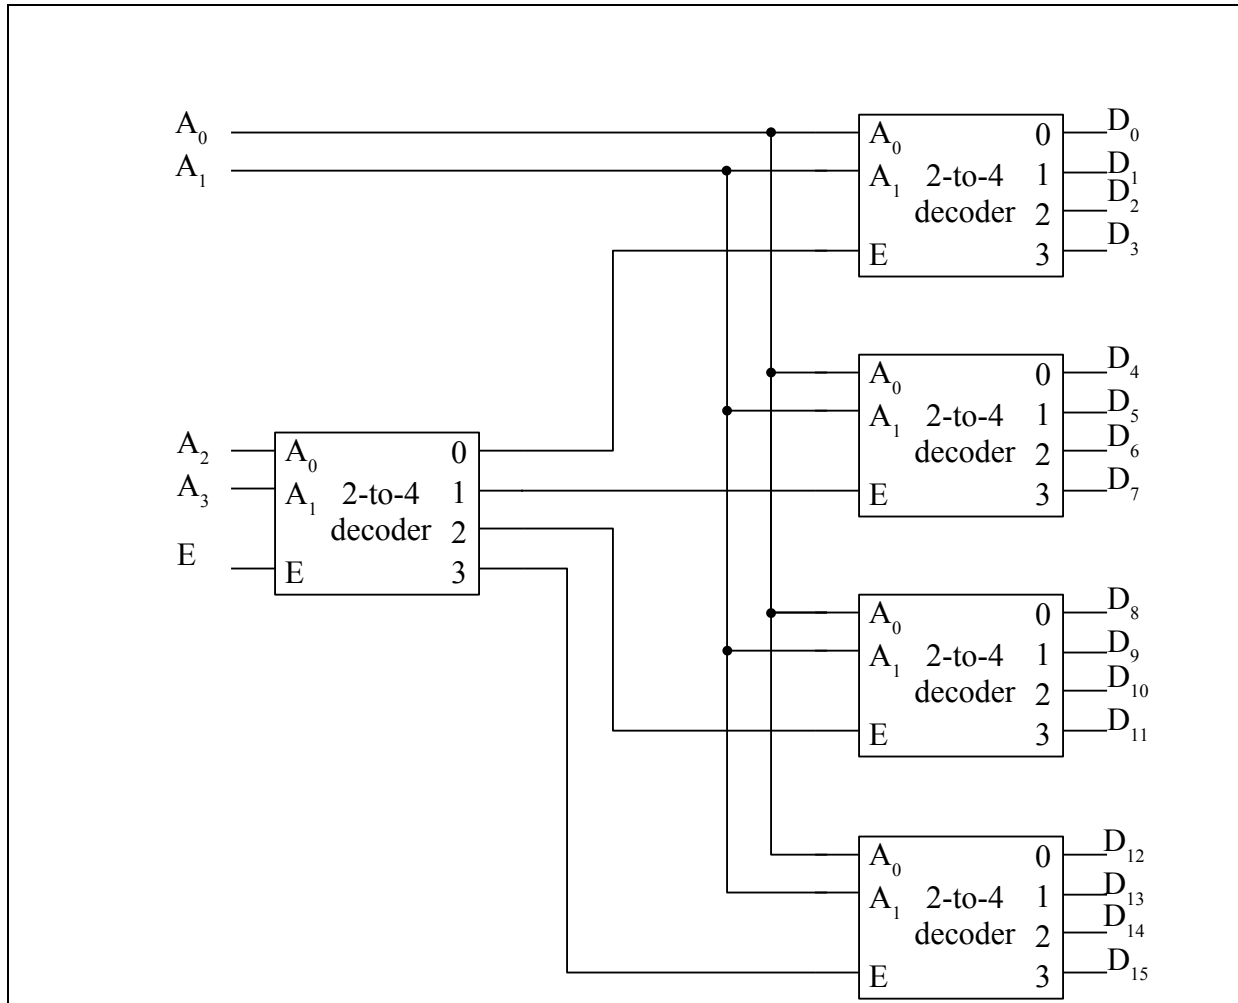 A0
A1
A0
A1
2-to-4
decoder
E
0
1
2
3
D0
D1
D2
D3
A0
A1
2-to-4
decoder
E
0
1
2
3
D4
D5
D6
D7
A2
A3
E
A0
A1
2-to-4
decoder
E
0
1
2
3
A0
A1
2-to-4
decoder
E
0
1
2
3
D8
D9
D10
D11
A0
A1
2-to-4
decoder
E
0
1
2
3
D12
D13
D14
D15